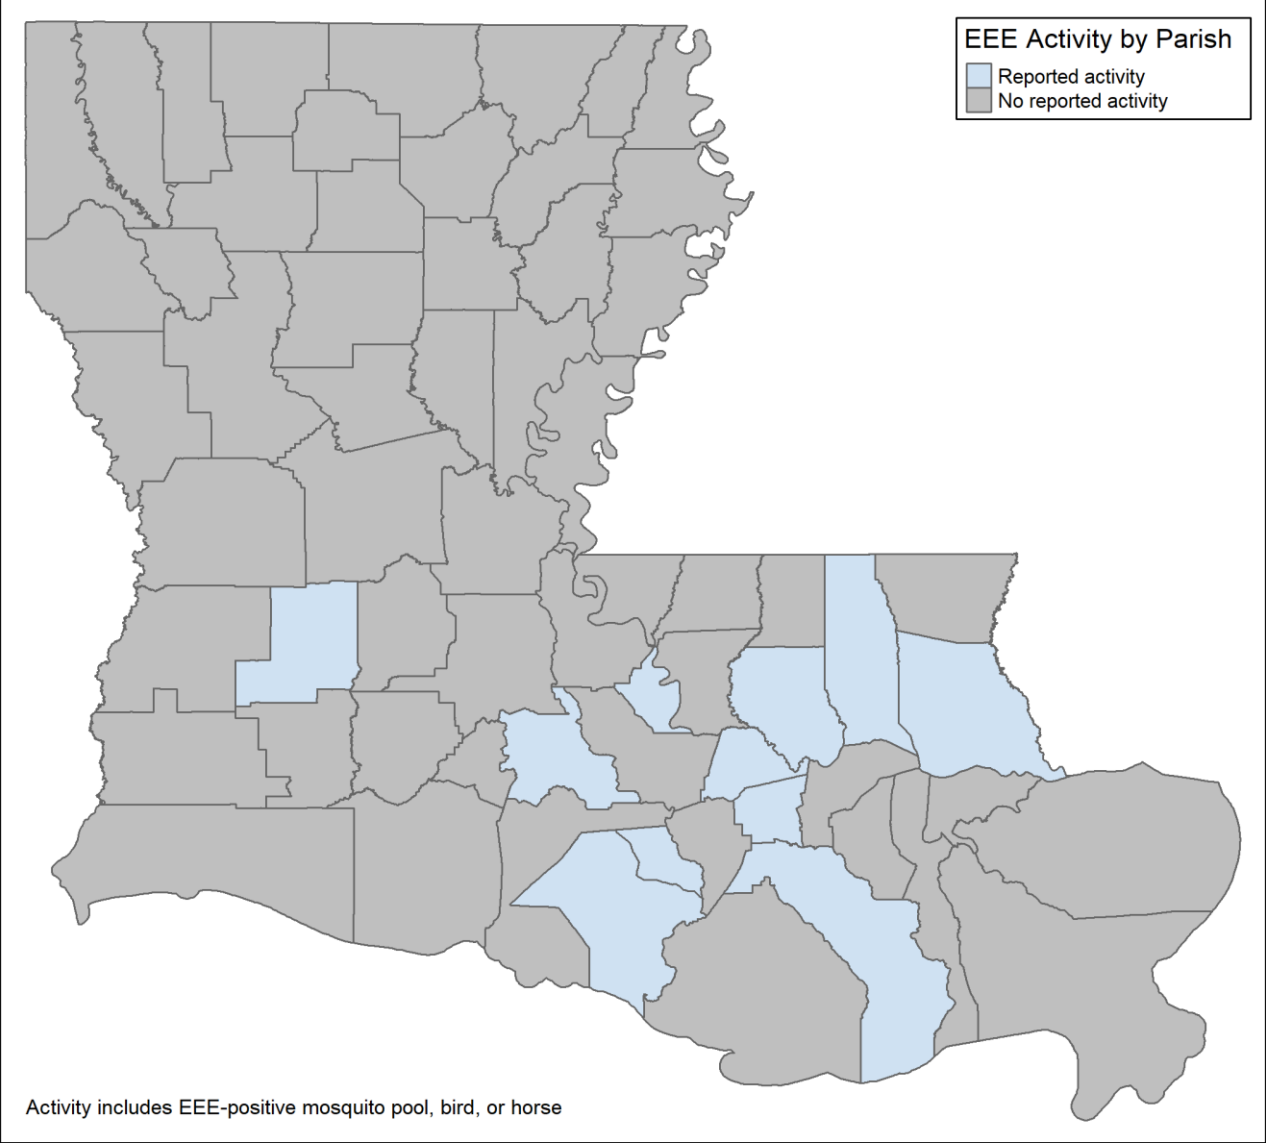 EEE Activity by Parish
Reported activity
No reported activity
Activity includes EEE-positive mosquito pool, bird, or horse